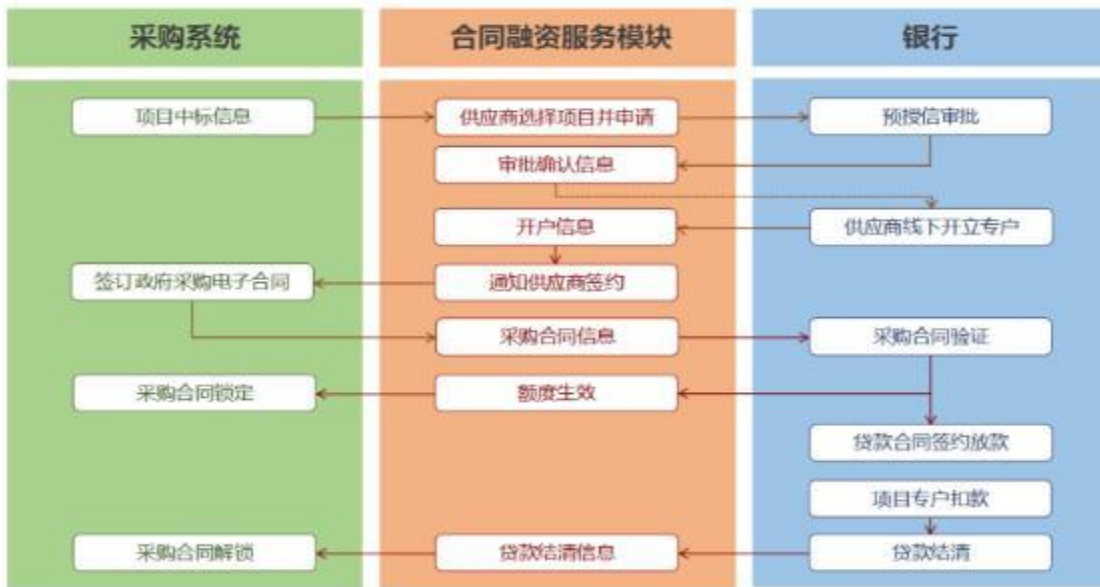 采购系统
合同融资服务模块
银行
项目中标信息
供应商选择项目并申请
预授信审批
审批确认信息
开户信息
供应商线下开立专户
签订政府采购电子合同
通知供应商签约
采购合同信息
采购合同验证
采购合同锁定
额度生效
贷款合同签约放款
项目专户扣款
采购合同解锁
贷款结清信息
贷款结清